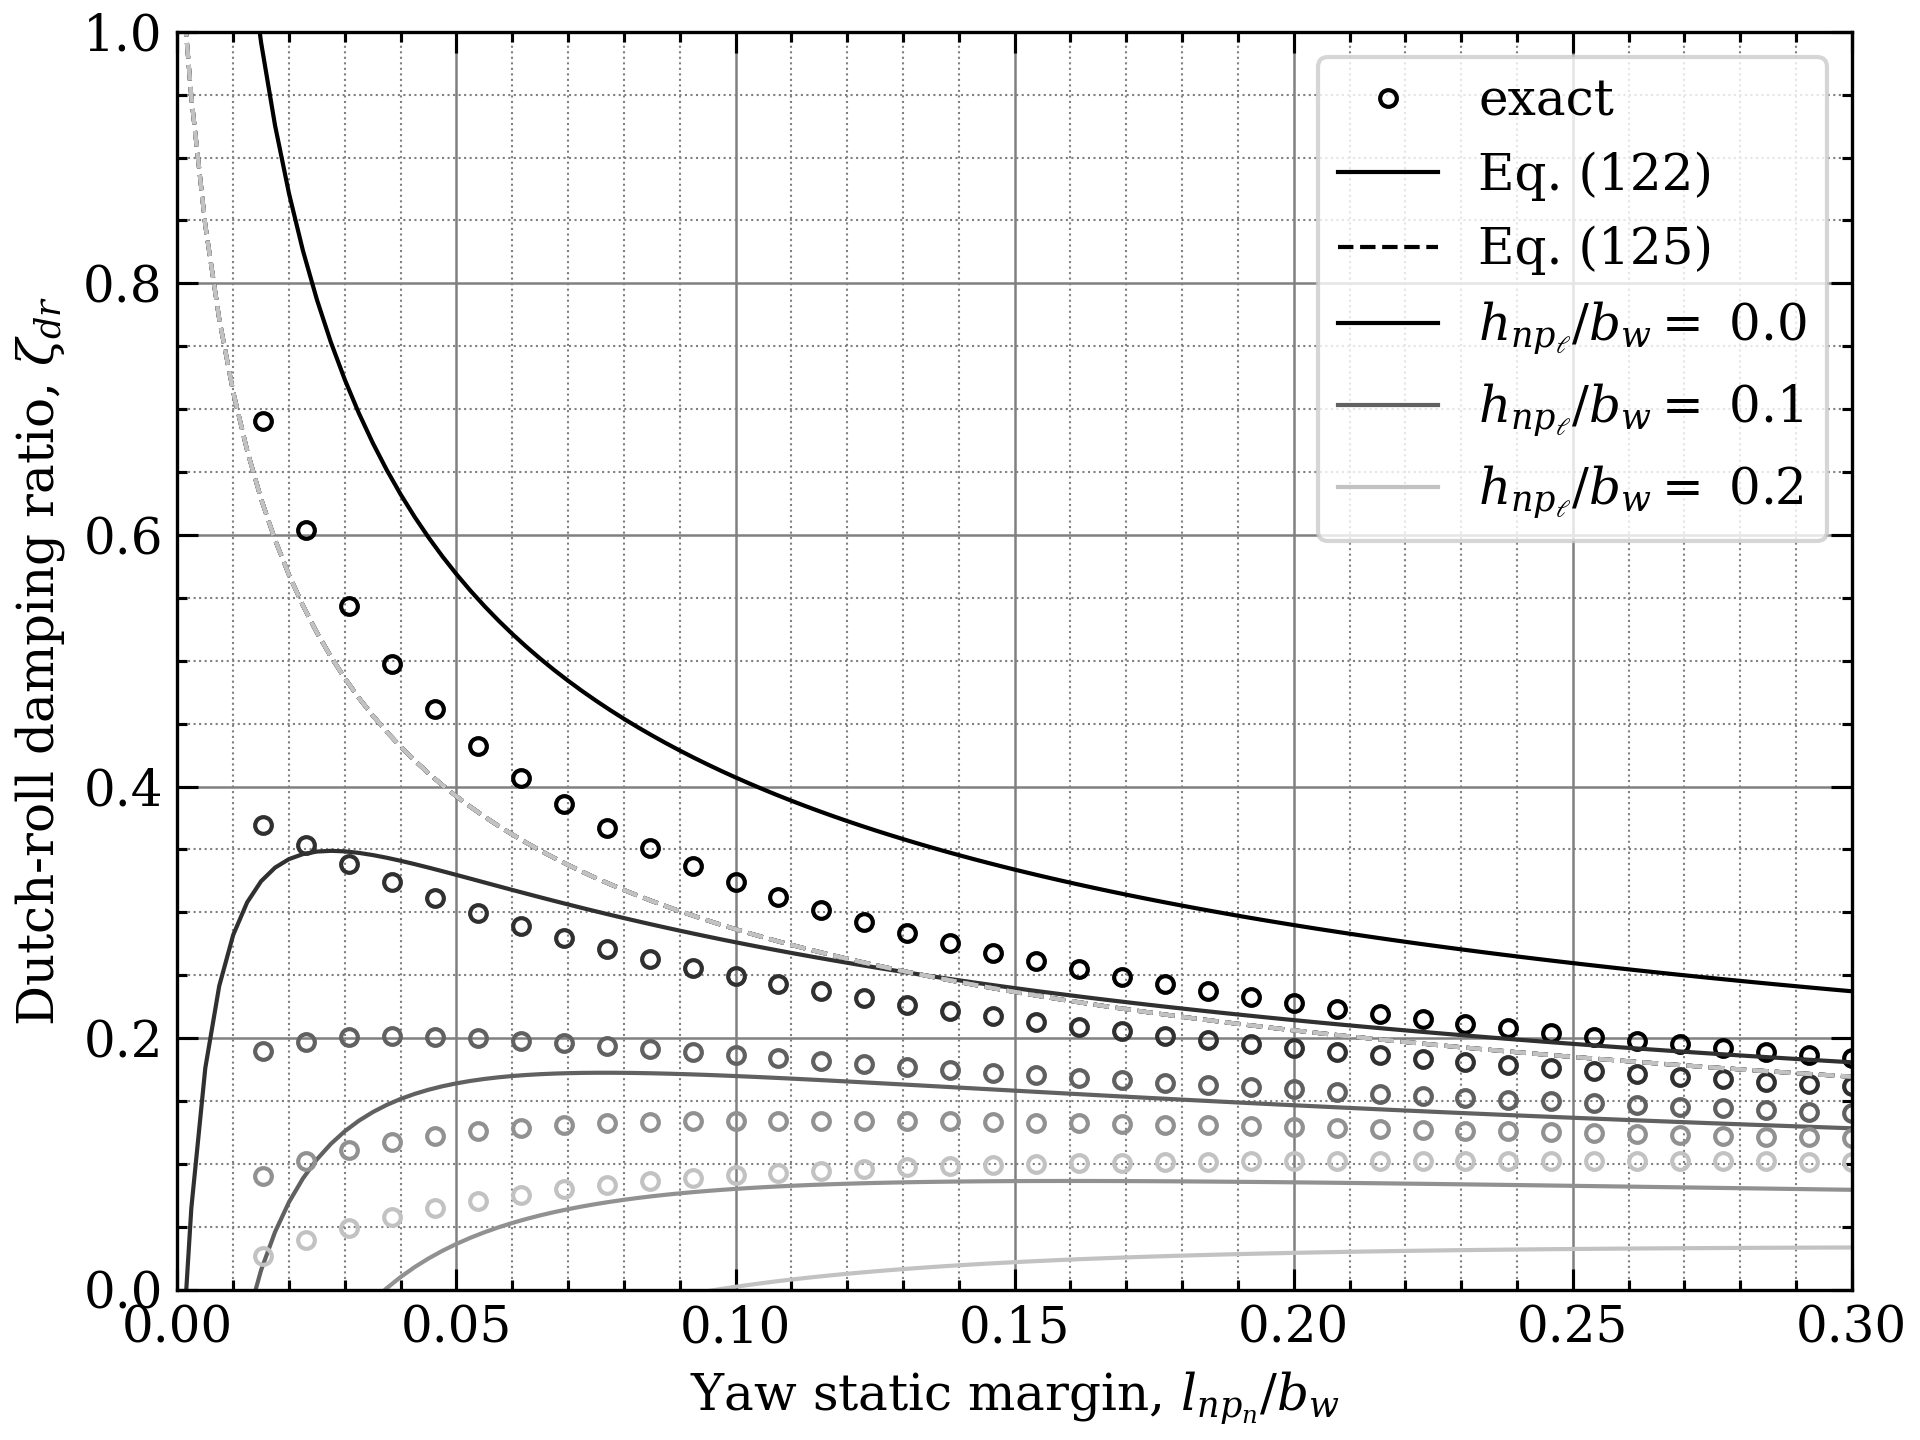 1.0
0.8
0.6
0.4
0.2
0.0
Dutch-roll damping ratio, ζdr
exact
Eq. (122)
Eq. (125)
hnpℓ/bw = 0.0
hnpℓ/bw = 0.1
hnpℓ/bw = 0.2
0.00 0.05 0.10 0.15 0.20 0.25 0.30
Yaw static margin, lnpn/bw